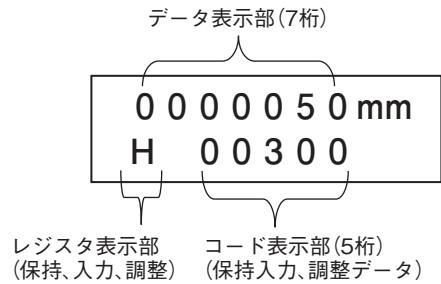 データ表示部(7桁)
0000050mm
H 00300
レジスタ表示部
(保持、入力、調整)
コード表示部(5桁)
(保持入力、調整データ)